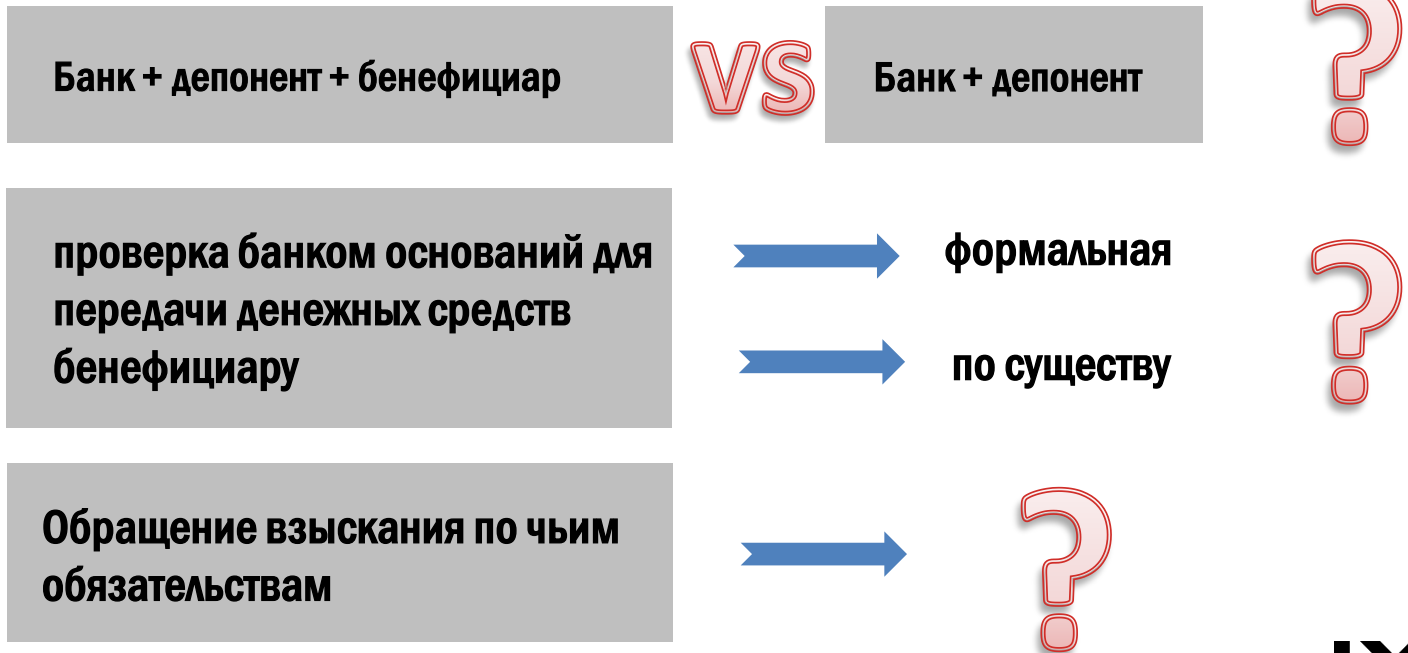 Банк + депонент + бенефициар
VS
Банк + депонент
?
проверка банком оснований для
передачи денежных средств
бенефициару
формальная
по существу
?
Обращение взыскания по чьим
обязательствам
?